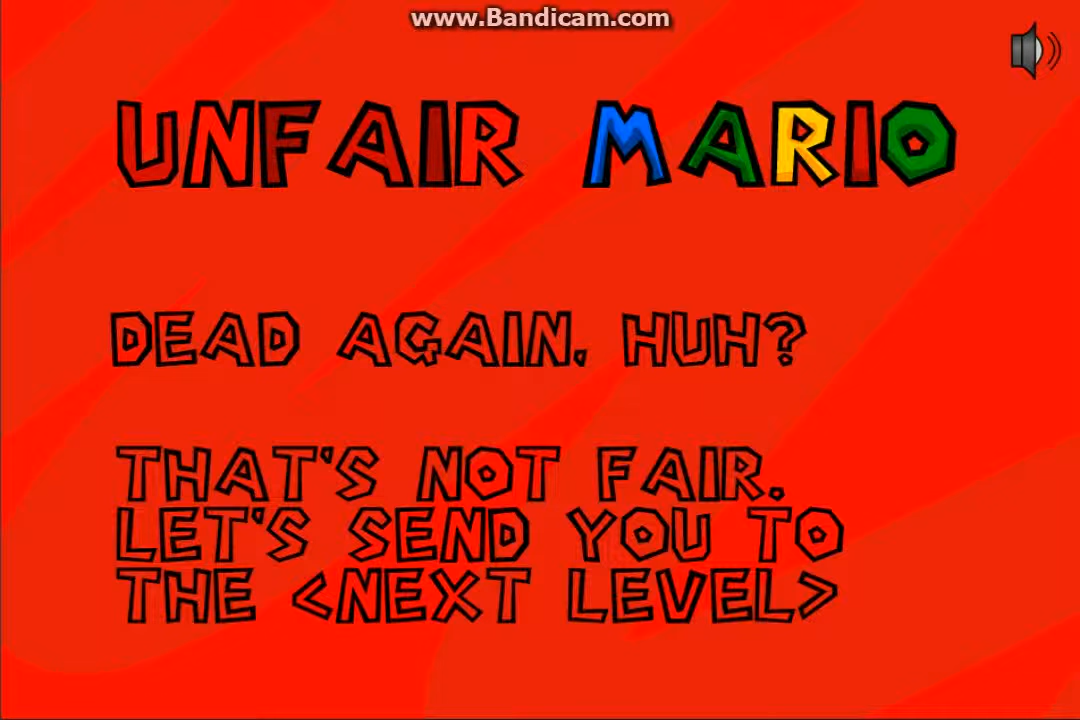 www.Bandicam.com
UNFAIR MARIO
DEAD AGAIN, HUH?
THAT'S NOT FAIR.
LET'S SEND YOU TO
THE <NEXT LEVEL>